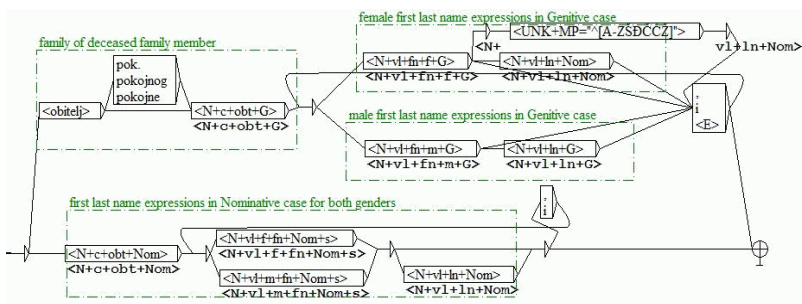 female first last name expressions in Genitive case
<UNK+MP="^[A-ZŠĐČĆŽ]">
<N+
vl+ln+Nom>
family of deceased family member
pok.
pokojnog
pokojne
<obitelj>
<N+c+obt+G>
<N+c+obt+G>
<N+vl+fn+f+G>
<N+vl+fn+f+G>
<N+vl+ln+Nom>
<N+vl+ln+Nom>
,
i
<E>
male first last name expressions in Genitive case
<N+vl+fn+m+G>
<N+vl+fn+m+G>
<N+vl+ln+G>
<N+vl+ln+G>
,
i
first last name expressions in Nominative case for both genders
<N+c+obt+Nom>
<N+c+obt+Nom>
<N+vl+f+fn+Nom+s>
<N+vl+f+fn+Nom+s>
<N+vl+m+fn+Nom+s>
<N+vl+m+fn+Nom+s>
<N+vl+ln+Nom>
<N+vl+ln+Nom>